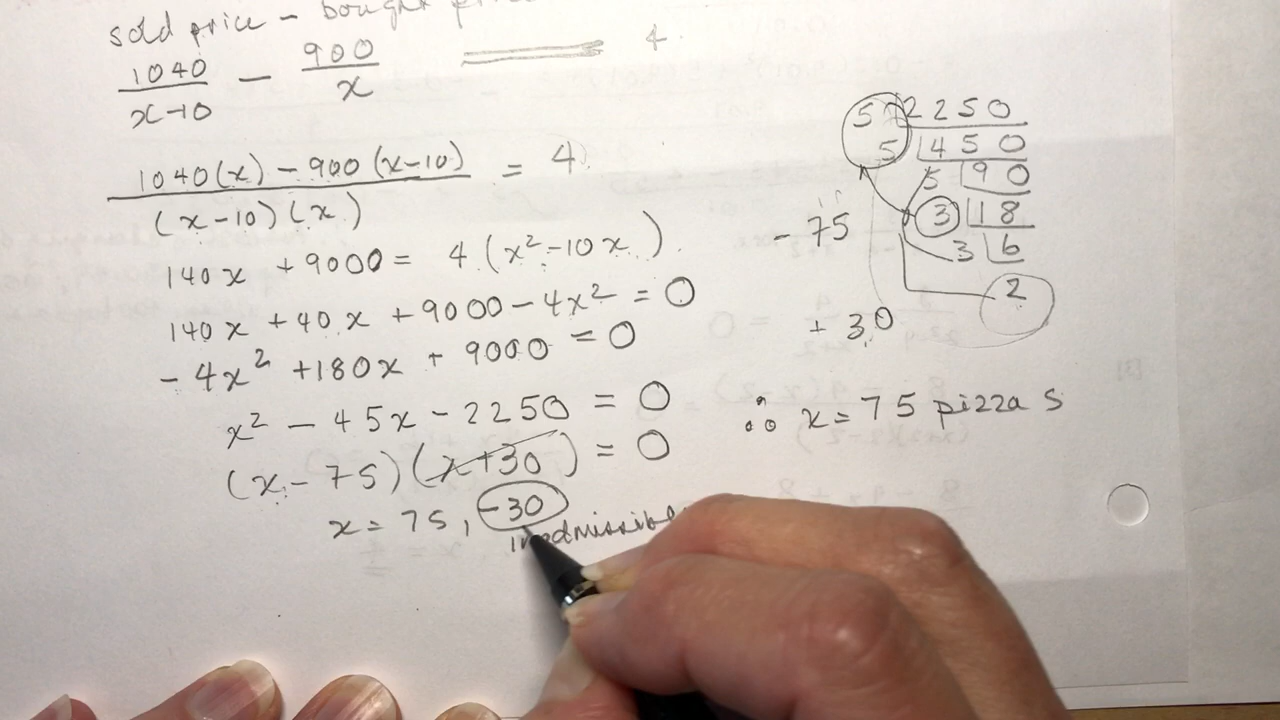 sold price - bought price
1040/x-10 - 900/x = 4
1040(x) - 900(x-10)/(x-10)(x) = 4
140x + 9000 = 4(x² - 10x)
140x + 40x + 9000 - 4x² = 0
- 4x² + 180x + 9000 = 0
x² - 45x - 2250 = 0
(x - 75)(x+30) = 0
x = 75, -30
inadmissible
5 2250
5 450
5 90
3 18
3 6
2
- 75
+ 30
∴ x = 75 pizzas